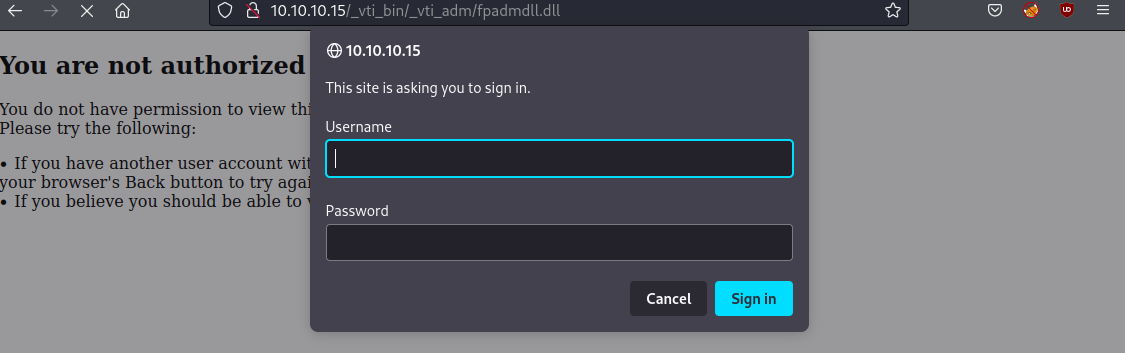 10.10.10.15/_vti_bin/_vti_adm/fpadmdll.dll
10.10.10.15
This site is asking you to sign in.
Username
Password
Cancel
Sign in
You are not authorized
You do not have permission to view
Please try the following:
• If you have another user account
your browser's Back button to try
• If you believe you should be able to